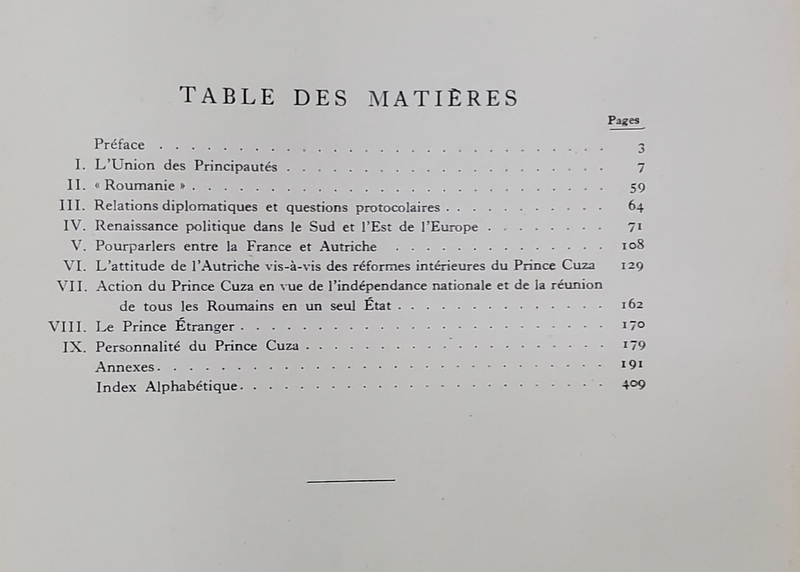 TABLE DES MATIÈRES
Pages
Préface . . . . . . . . . . . . . . . . . . . . . . . . 3
I. L'Union des Principautés . . . . . . . . . . . . . . . . . 7
II. « Roumanie » . . . . . . . . . . . . . . . . . . . . . . 59
III. Relations diplomatiques et questions protocolaires . . . . . . . . . 64
IV. Renaissance politique dans le Sud et l'Est de l'Europe . . . . . . . . 71
V. Pourparlers entre la France et Autriche . . . . . . . . . . . . 108
VI. L'attitude de l'Autriche vis-à-vis des réformes intérieures du Prince Cuza 129
VII. Action du Prince Cuza en vue de l'indépendance nationale et de la réunion
de tous les Roumains en un seul État . . . . . . . . . . . 162
VIII. Le Prince Étranger . . . . . . . . . . . . . . . . . . . 170
IX. Personnalité du Prince Cuza . . . . . . . . . . . . . . . . 179
Annexes . . . . . . . . . . . . . . . . . . . . . . . 191
Index Alphabétique . . . . . . . . . . . . . . . . . . . 409